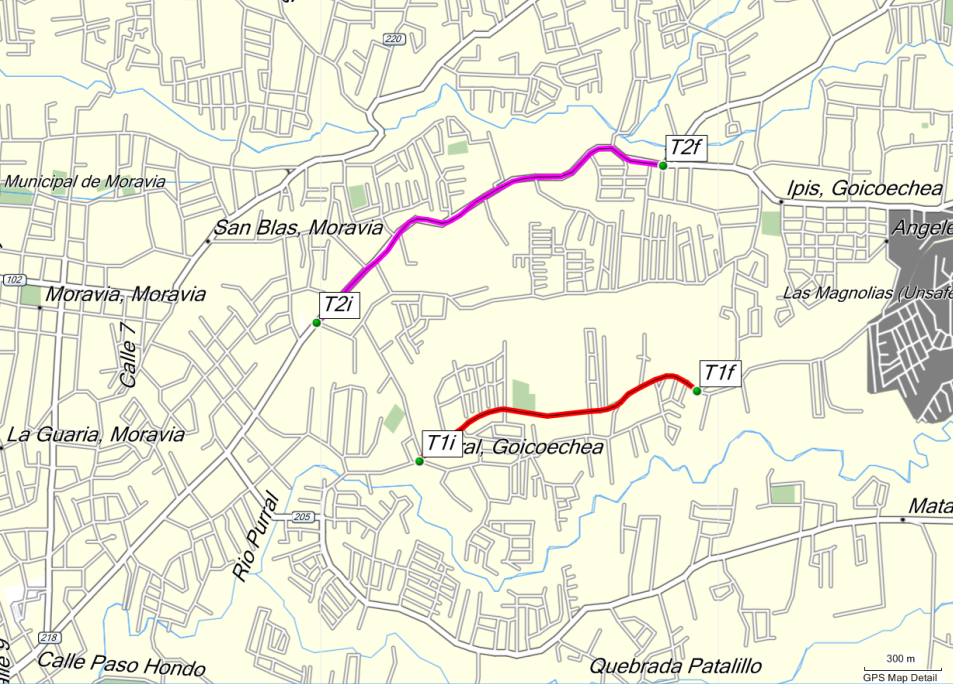 220
T2f
Municipal de Moravia
Ipis, Goicoechea
San Blas, Moravia
Angele
102
Moravia, Moravia
T2i
Las Magnolias (Unsafe
Calle 7
T1f
La Guaria, Moravia
T1i
ral, Goicoechea
Mata
Rio Purral
205
218
Calle Paso Hondo
Quebrada Patalillo
300 m
GPS Map Detail